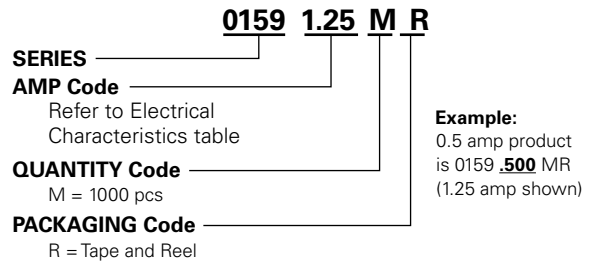 0159 1.25 M R
SERIES
AMP Code
Refer to Electrical
Characteristics table
QUANTITY Code
M = 1000 pcs
PACKAGING Code
R = Tape and Reel
Example:
0.5 amp product
is 0159 .500 MR
(1.25 amp shown)